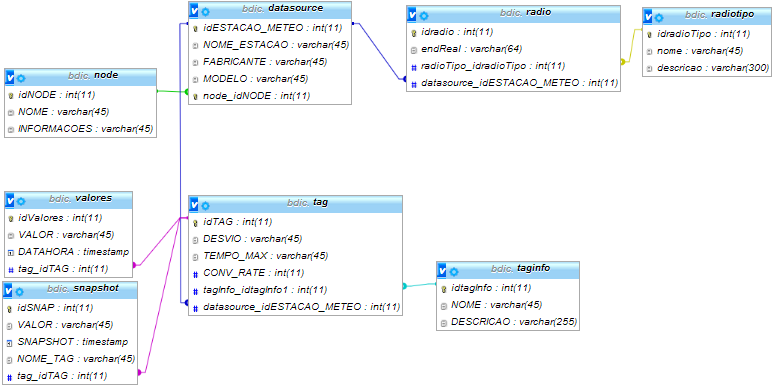 bdic. datasource
idESTACAO_METEO : int(11)
NOME_ESTACAO : varchar(45)
FABRICANTE : varchar(45)
MODELO : varchar(45)
node_idNODE : int(11)
bdic. radio
idradio : int(11)
endReal : varchar(64)
radioTipo_idradioTipo : int(11)
datasource_idESTACAO_METEO : int(11)
bdic. radiotipo
idradioTipo : int(11)
nome : varchar(45)
descricao : varchar(300)
bdic. node
idNODE : int(11)
NOME : varchar(45)
INFORMACOES : varchar(45)
bdic. valores
idValores : int(11)
VALOR : varchar(45)
DATAHORA : timestamp
tag_idTAG : int(11)
bdic. tag
idTAG : int(11)
DESVIO : varchar(45)
TEMPO_MAX : varchar(45)
CONV_RATE : int(11)
tagInfo_idtagInfo1 : int(11)
datasource_idESTACAO_METEO : int(11)
bdic. taginfo
idtagInfo : int(11)
NOME : varchar(45)
DESCRICAO : varchar(255)
bdic. snapshot
idSNAP : int(11)
VALOR : varchar(45)
SNAPSHOT : timestamp
NOME_TAG : varchar(45)
tag_idTAG : int(11)